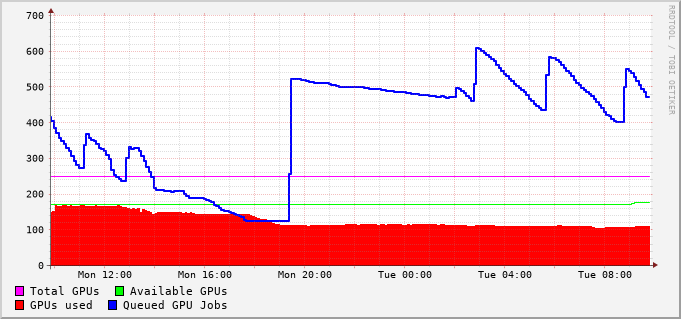 700
600
500
400
300
200
100
0
Mon 12:00 Mon 16:00 Mon 20:00 Tue 00:00 Tue 04:00 Tue 08:00
Total GPUs Available GPUs
GPUs used Queued GPU Jobs
RRDTOOL / TOBI OETIKER